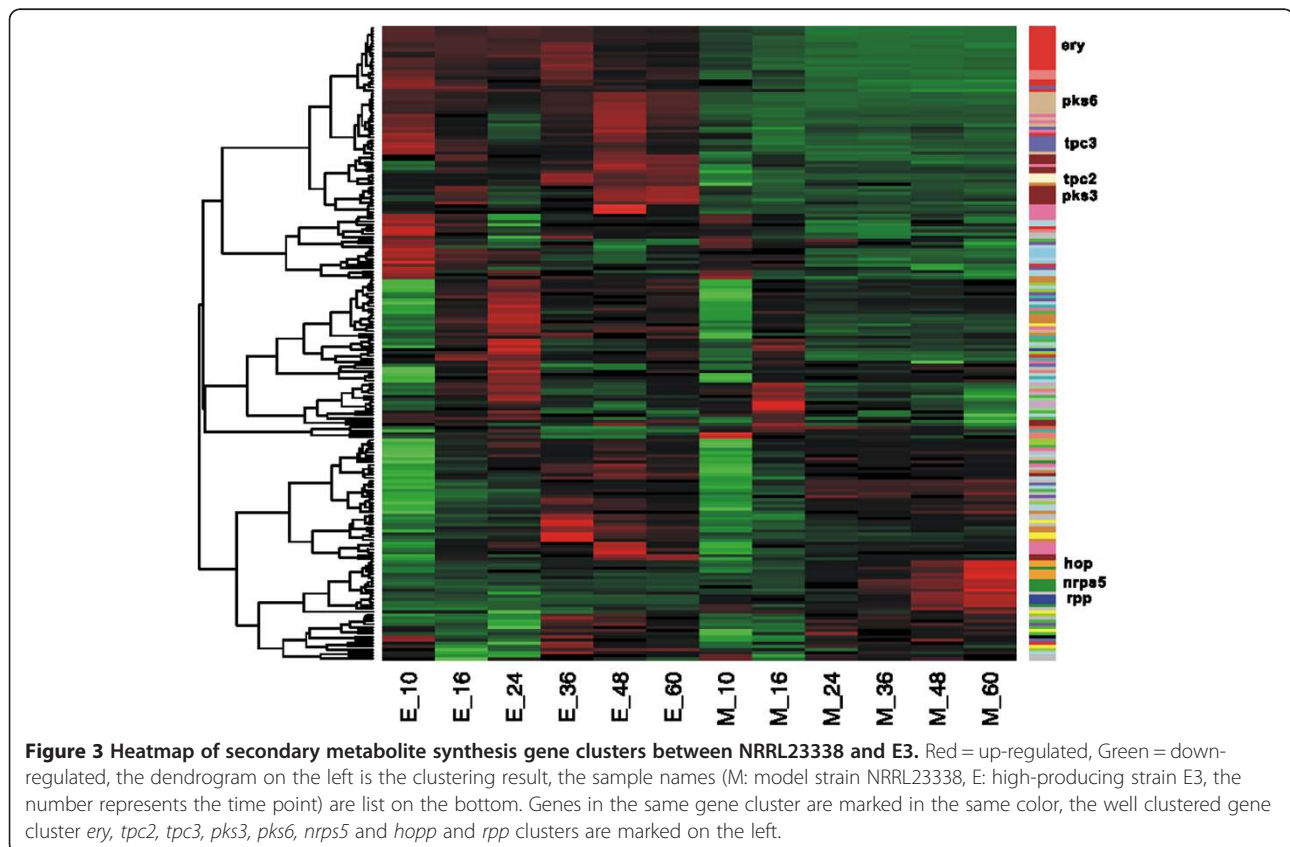 ery
pks6
tpc3
tpc2
pks3
hop
nrps5
rpp
E_10
E_16
E_24
E_36
E_48
E_60
M_10
M_16
M_24
M_36
M_48
M_60
Figure 3 Heatmap of secondary metabolite synthesis gene clusters between NRRL23338 and E3. Red = up-regulated, Green = down-
regulated, the dendrogram on the left is the clustering result, the sample names (M: model strain NRRL23338, E: high-producing strain E3, the
number represents the time point) are list on the bottom. Genes in the same gene cluster are marked in the same color, the well clustered gene
cluster ery, tpc2, tpc3, pks3, pks6, nrps5 and hopp and rpp clusters are marked on the left.